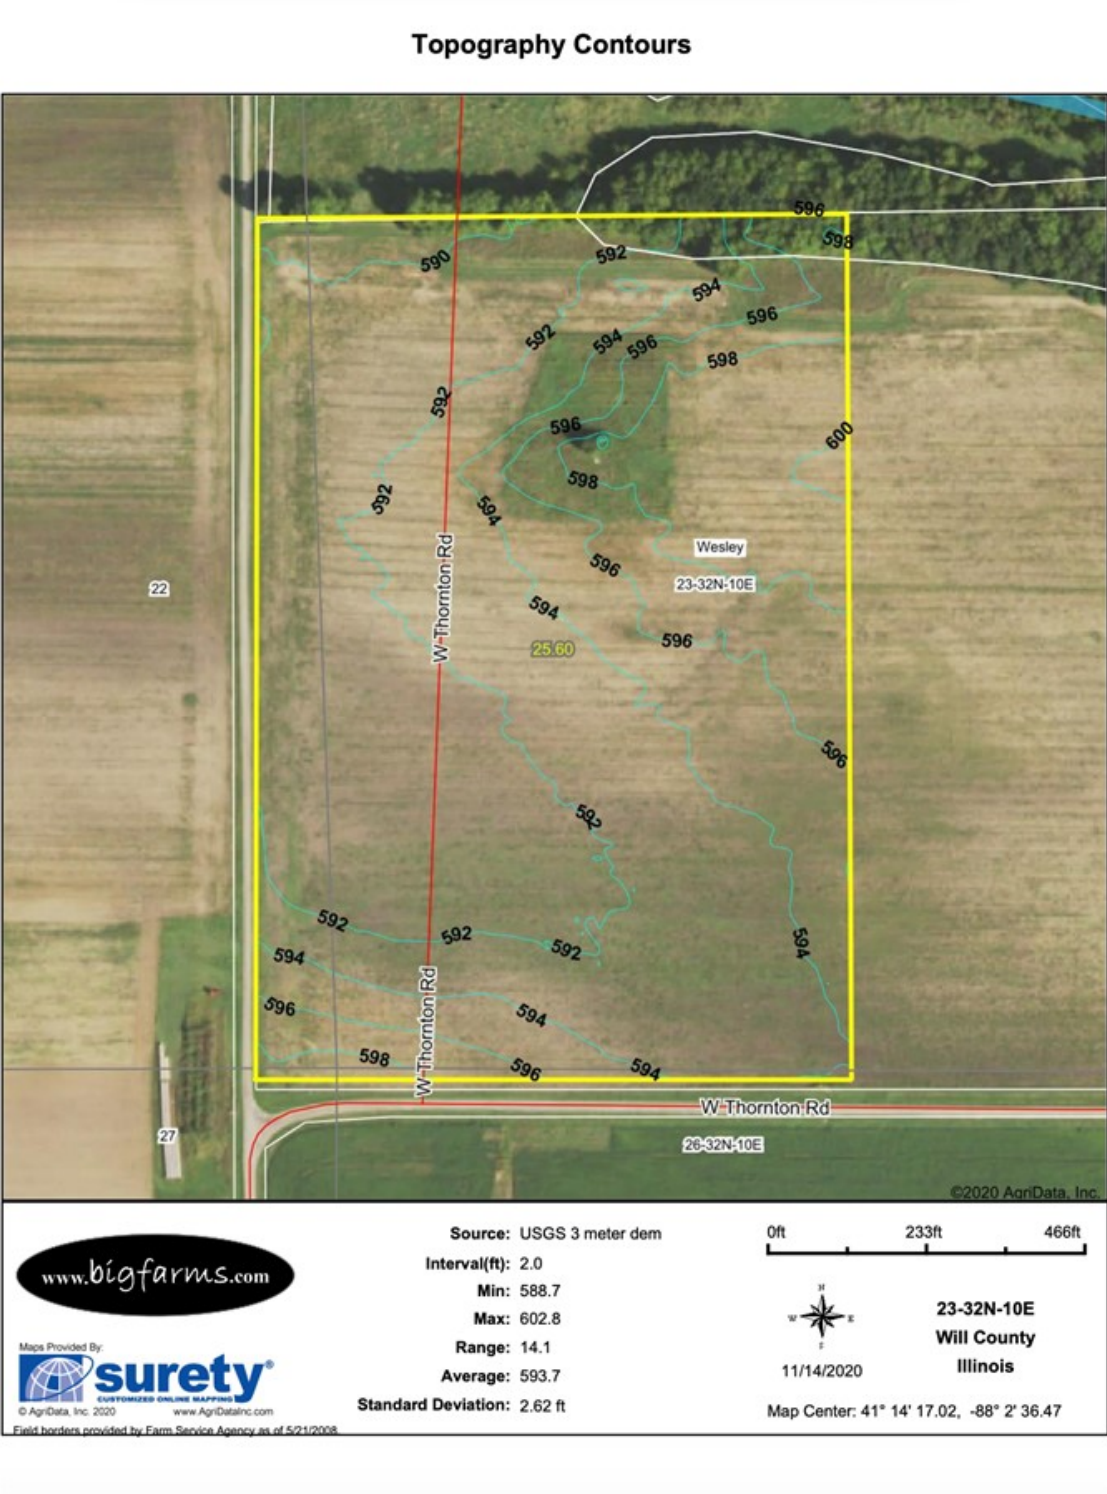 Topography Contours
596
598
590
592
594
596
592
594
596
598
592
600
596
598
592
594
W Thornton Rd
Wesley
596
23-32N-10E
22
594
596
25.60
596
592
594
592
592
592
594
596
594
W Thornton Rd
598
596
594
W Thornton Rd
27
26-32N-10E
©2020 AgriData, Inc.
www.bigfarms.com
Source: USGS 3 meter dem
Interval(ft): 2.0
Min: 588.7
Max: 602.8
Range: 14.1
Average: 593.7
Standard Deviation: 2.62 ft
0ft 233ft 466ft
N
W E
S
11/14/2020
23-32N-10E
Will County
Illinois
Map Center: 41° 14' 17.02, -88° 2' 36.47
Maps Provided By:
surety®
CUSTOMIZED ONLINE MAPPING
© AgriData, Inc. 2020 www.AgriDataInc.com
Field borders provided by Farm Service Agency as of 5/21/2008.